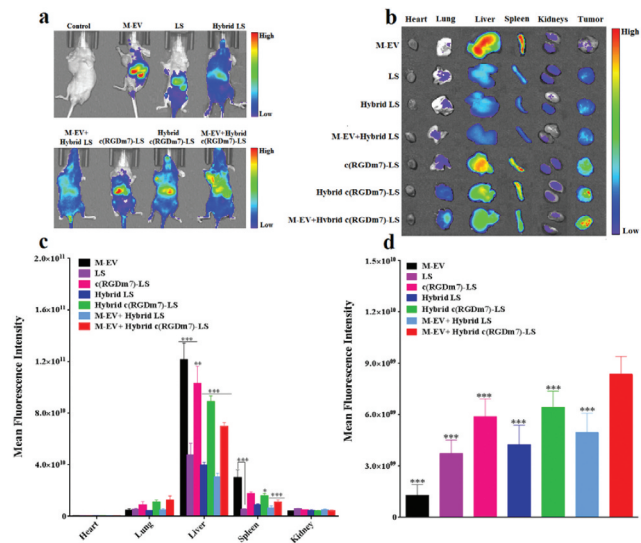 a
Control M-EV LS Hybrid LS
High
Low
M-EV+ Hybrid M-EV+Hybrid
Hybrid LS c(RGDm7)-LS c(RGDm7)-LS c(RGDm7)-LS
High
Low
b
Heart Lung Liver Spleen Kidneys Tumor
M-EV
LS
Hybrid LS
M-EV+Hybrid LS
c(RGDm7)-LS
Hybrid c(RGDm7)-LS
M-EV+Hybrid c(RGDm7)-LS
High
Low
c
Mean Fluorescence Intensity
2.0×10¹¹
1.6×10¹¹
1.2×10¹¹
8.0×10¹⁰
4.0×10¹⁰
0.0
M-EV
LS
c(RGDm7)-LS
Hybrid LS
Hybrid c(RGDm7)-LS
M-EV+ Hybrid LS
M-EV+ Hybrid c(RGDm7)-LS
***
**
***
***
*
***
Heart Lung Liver Spleen Kidney
d
Mean Fluorescence Intensity
1.5×10¹⁰
1.2×10¹⁰
9.0×10⁰⁹
6.0×10⁰⁹
3.0×10⁰⁹
0.0
M-EV
LS
c(RGDm7)-LS
Hybrid LS
Hybrid c(RGDm7)-LS
M-EV+ Hybrid LS
M-EV+ Hybrid c(RGDm7)-LS
***
***
***
***
***
***